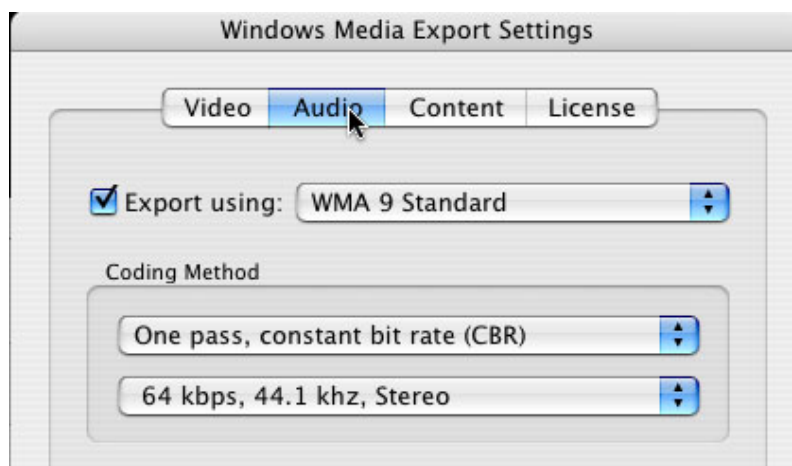 Windows Media Export Settings
Video Audio Content License
Export using: WMA 9 Standard
Coding Method
One pass, constant bit rate (CBR)
64 kbps, 44.1 khz, Stereo